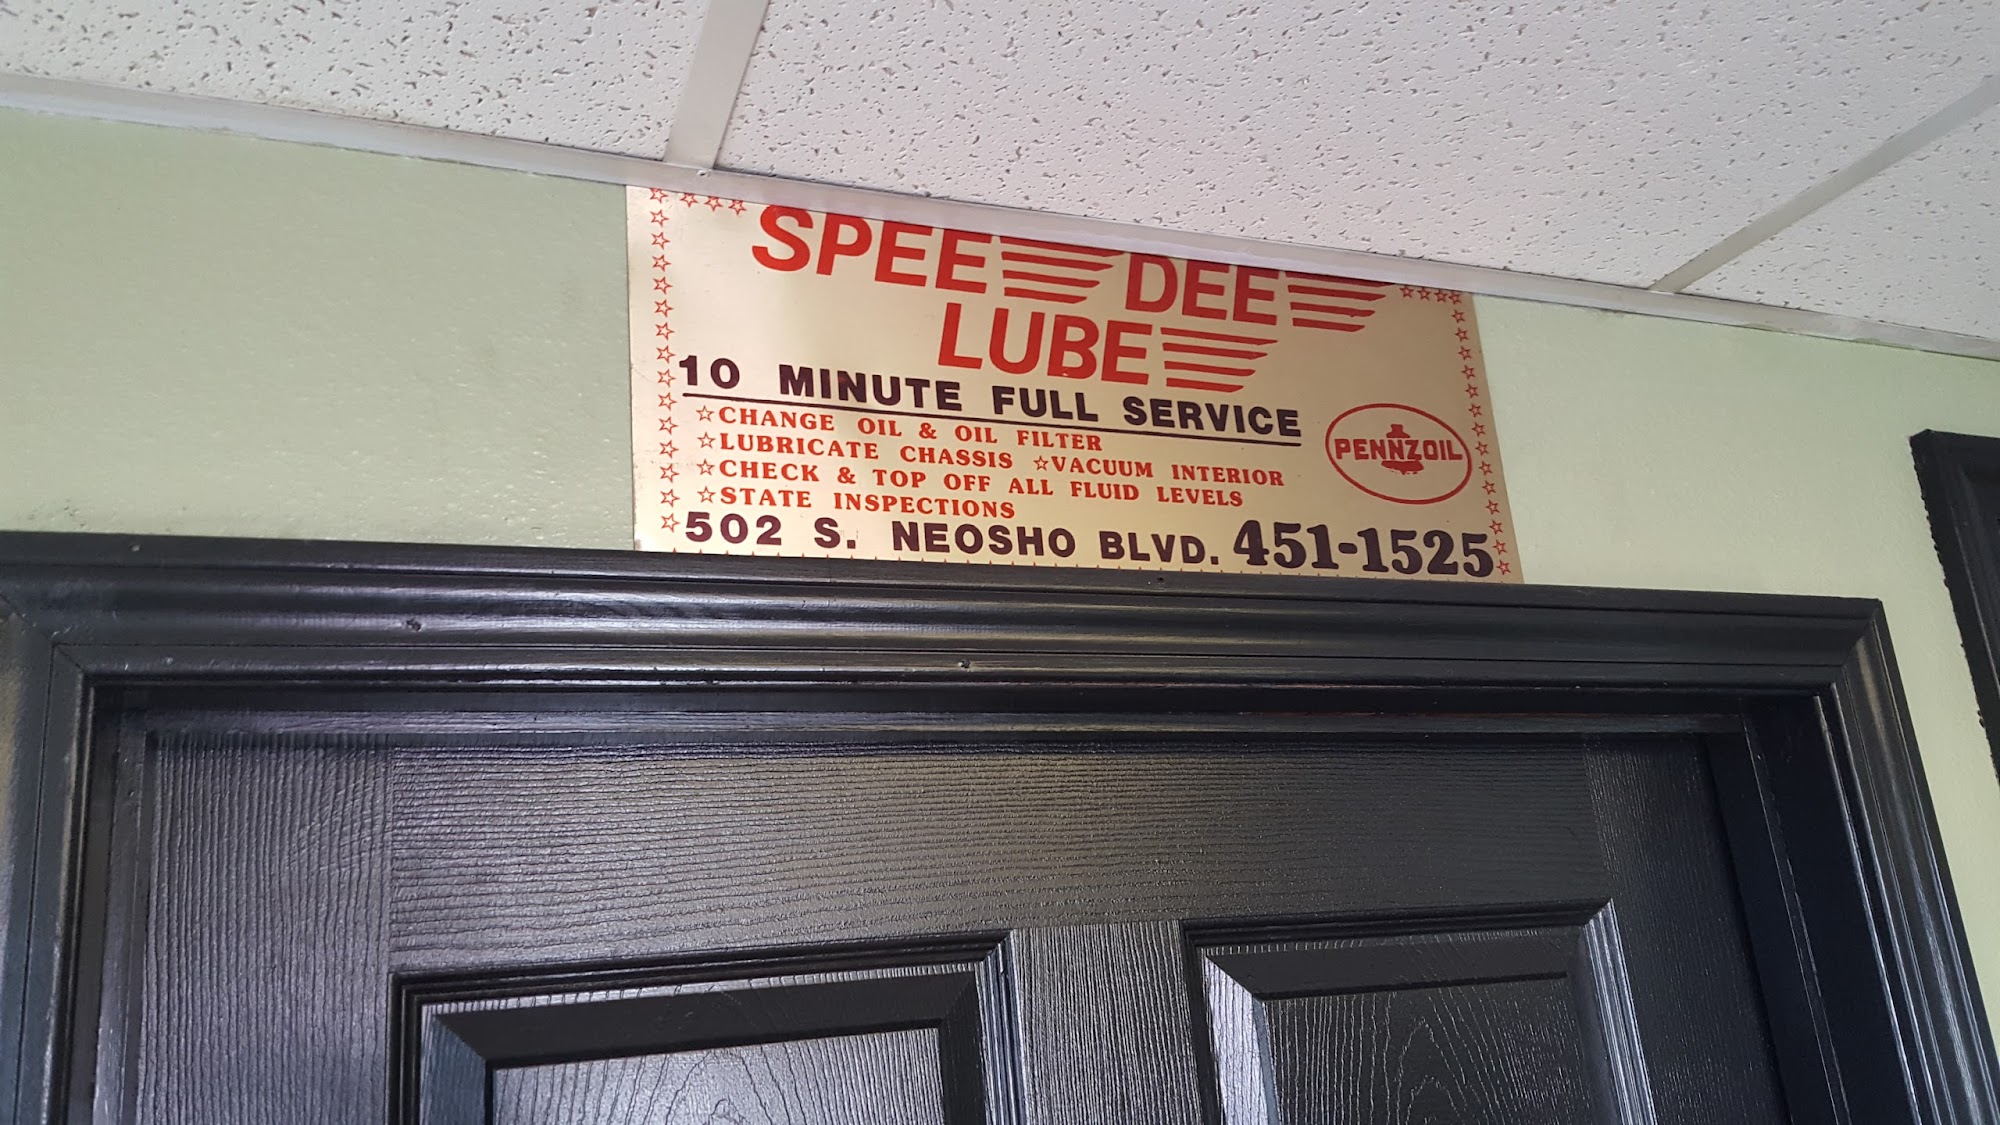 SPEE DEE
LUBE
10 MINUTE FULL SERVICE
☆CHANGE OIL & OIL FILTER
☆LUBRICATE CHASSIS ☆VACUUM INTERIOR
☆CHECK & TOP OFF ALL FLUID LEVELS
☆STATE INSPECTIONS
PENNZOIL
502 S. NEOSHO BLVD. 451-1525